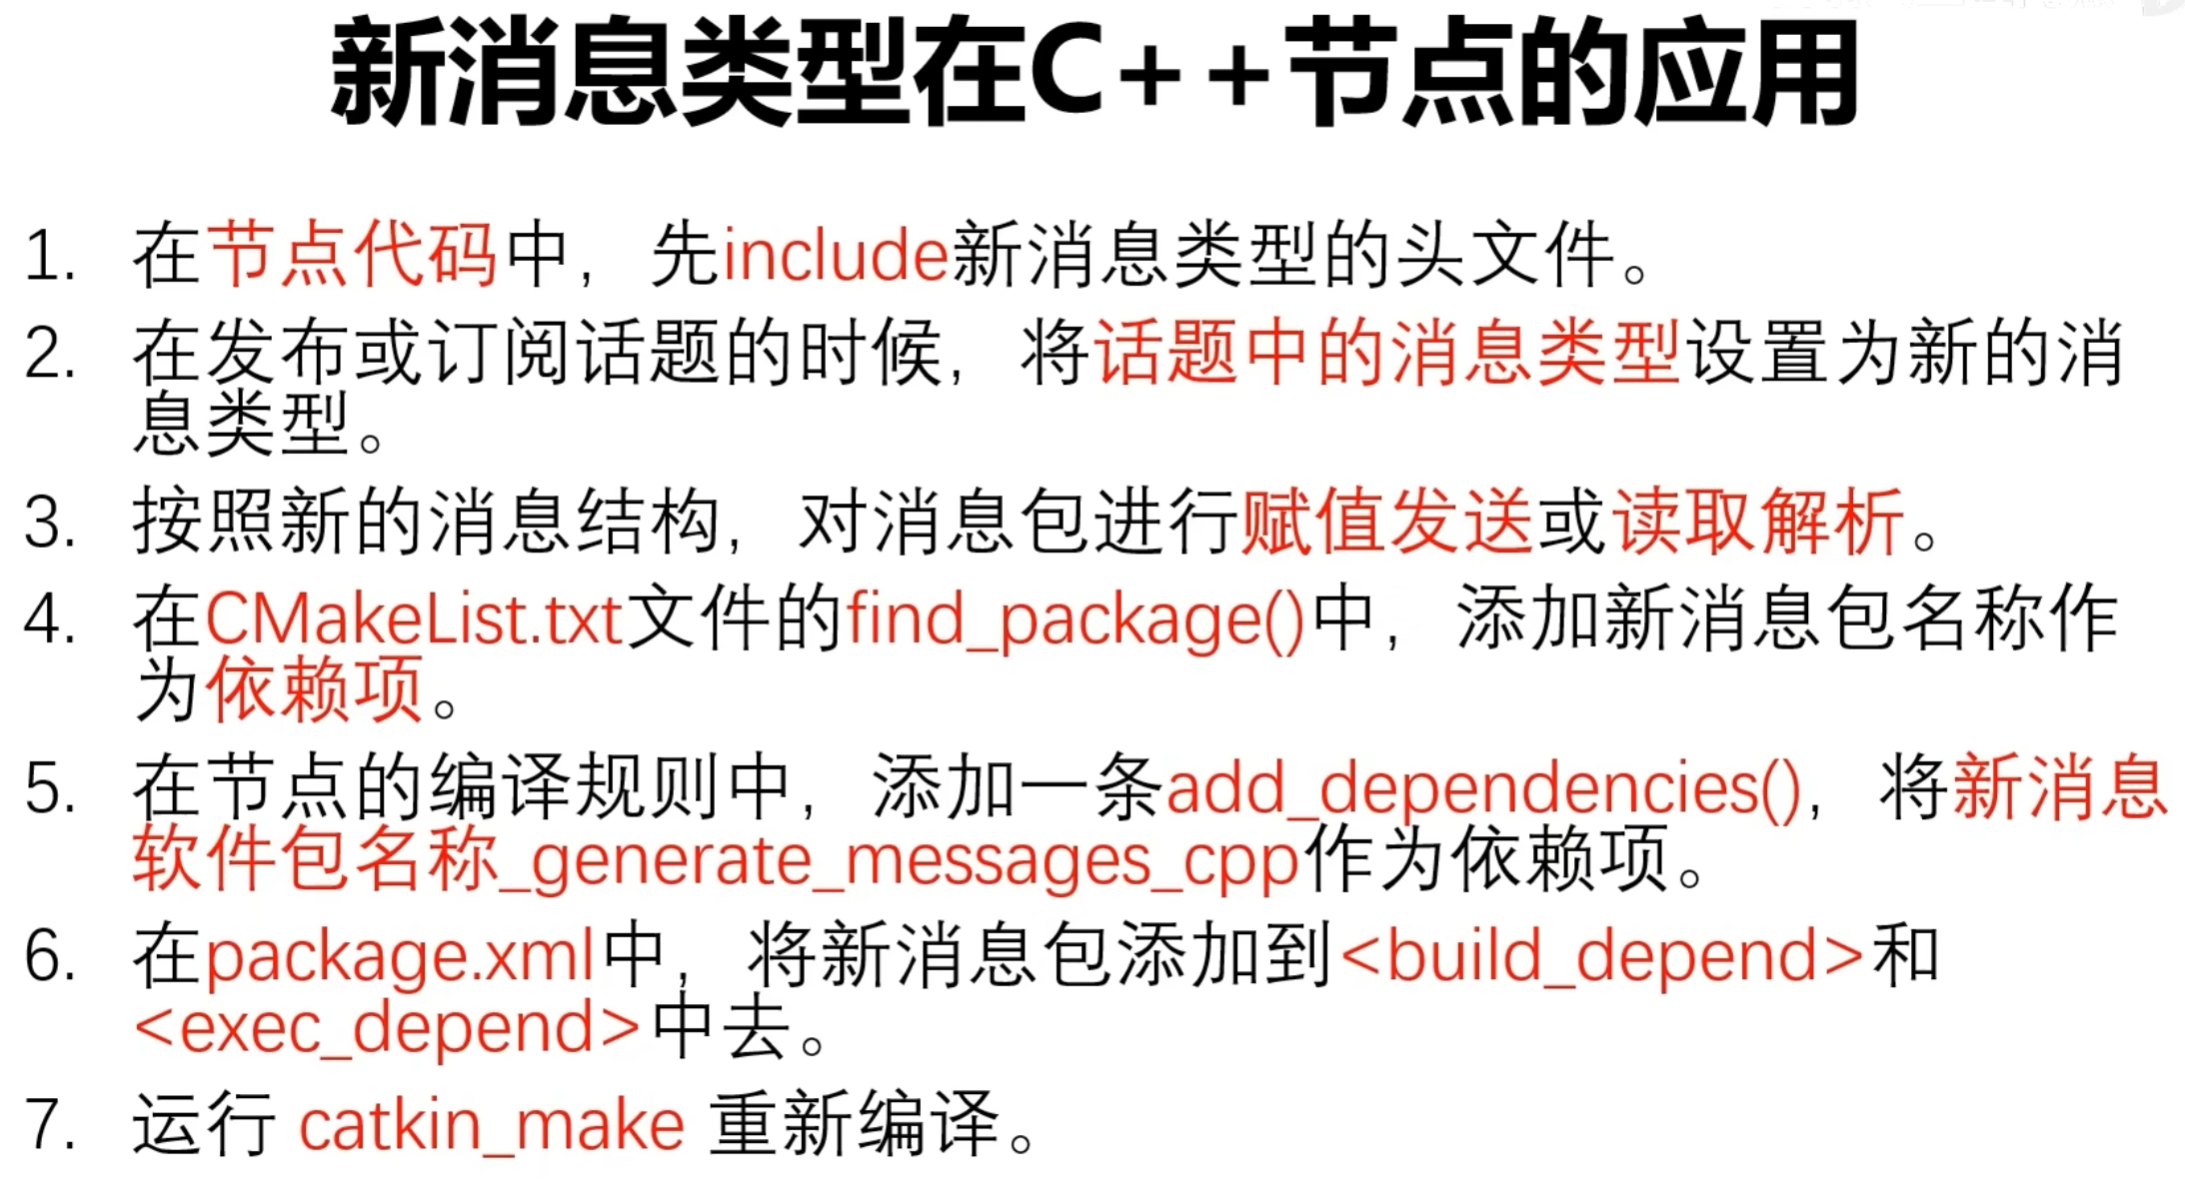 新消息类型在C++节点的应用
1. 在节点代码中，先include新消息类型的头文件。
2. 在发布或订阅话题的时候，将话题中的消息类型设置为新的消
息类型。
3. 按照新的消息结构，对消息包进行赋值发送或读取解析。
4. 在CMakeList.txt文件的find_package()中，添加新消息包名称作
为依赖项。
5. 在节点的编译规则中，添加一条add_dependencies()，将新消息
软件包名称_generate_messages_cpp作为依赖项。
6. 在package.xml中，将新消息包添加到<build_depend>和
<exec_depend>中去。
7. 运行 catkin_make 重新编译。